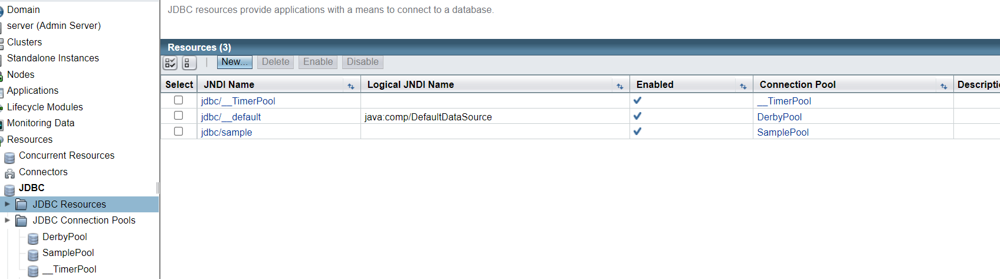 Domain
server (Admin Server)
Clusters
Standalone Instances
Nodes
Applications
Lifecycle Modules
Monitoring Data
Resources
Concurrent Resources
Connectors
JDBC
JDBC Resources
JDBC Connection Pools
DerbyPool
SamplePool
__TimerPool
JDBC resources provide applications with a means to connect to a database.
Resources (3)
New... Delete Enable Disable
Select JNDI Name Logical JNDI Name Enabled Connection Pool
jdbc/__TimerPool __TimerPool
jdbc/__default java:comp/DefaultDataSource DerbyPool
jdbc/sample SamplePool